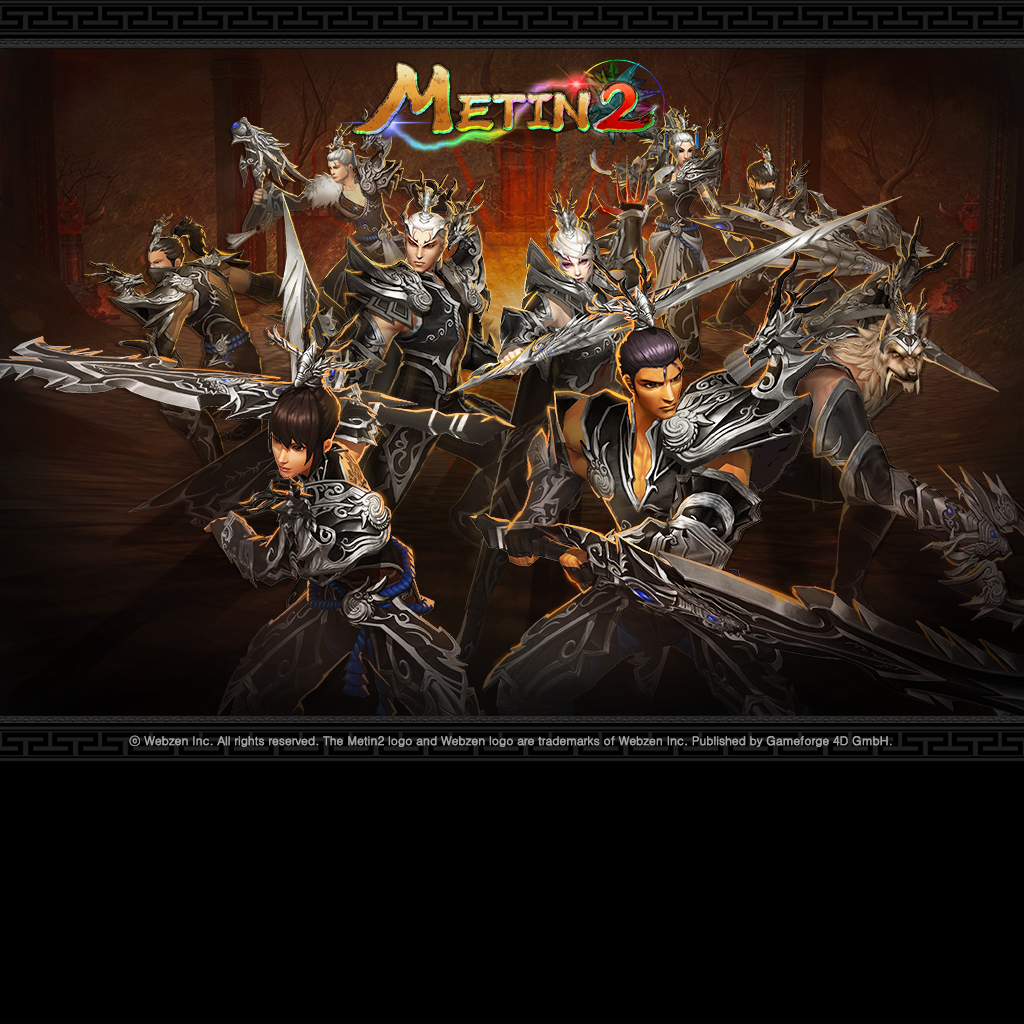 METIN2
ⓒ Webzen Inc. All rights reserved. The Metin2 logo and Webzen logo are trademarks of Webzen Inc. Published by Gameforge 4D GmbH.